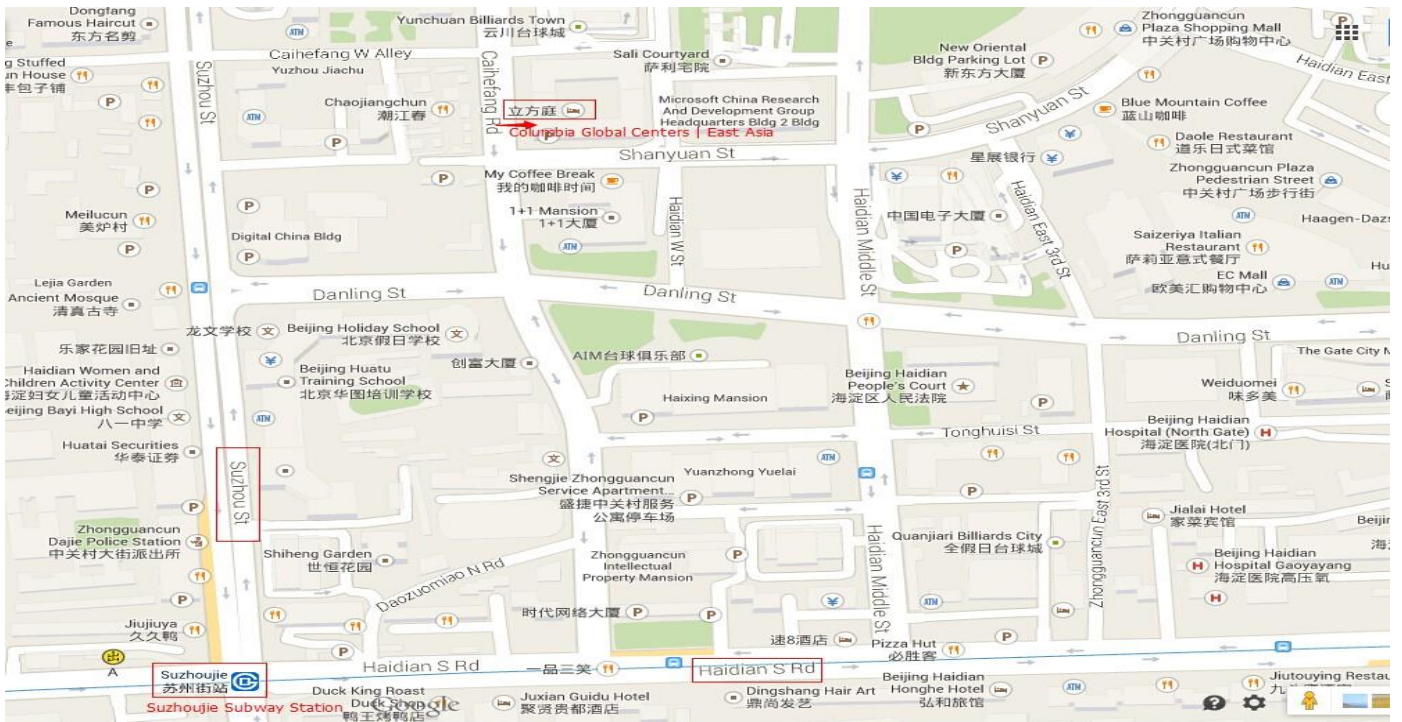 Dongfang
Famous Haircut
东方名剪
Yunchuan Billiards Town
云川台球城
Zhongguancun
Plaza Shopping Mall
中关村广场购物中心
ATM
Caihefang W Alley
Yuzhou Jiachu
Sali Courtyard
萨利宅院
New Oriental
Bldg Parking Lot
新东方大厦
Haidian East
g Stuffed
un House
丰包子铺
Suzhou St
Caihefang Rd
Chaojiangchun
潮江春
立方庭
Columbia Global Centers | East Asia
Microsoft China Research
And Development Group
Headquarters Bldg 2 Bldg
Shanyuan St
Blue Mountain Coffee
蓝山咖啡
Daole Restaurant
道乐日式菜馆
Shanyuan St
星展银行
My Coffee Break
我的咖啡时间
Zhongguancun Plaza
Pedestrian Street
中关村广场步行街
Meilucun
美炉村
1+1 Mansion
1+1大厦
Haidian W St
Haidian Middle St
中国电子大厦
Haidian East 3rd St
ATM
Haagen-Dazs
Digital China Bldg
ATM
Saizeriya Italian
Restaurant
萨莉亚意式餐厅
EC Mall
欧美汇购物中心
ATM
Hu
Lejia Garden
Ancient Mosque
清真古寺
Danling St
Danling St
Danling St
龙文学校
Beijing Holiday School
北京假日学校
乐家花园旧址
创富大厦
AIM台球俱乐部
The Gate City M
Haidian Women and
Children Activity Center
海淀妇女儿童活动中心
Beijing Huatu
Training School
北京华图培训学校
Haixing Mansion
Beijing Haidian
People's Court
海淀区人民法院
Weiduomei
味多美
Beijing Bayi High School
八一中学
ATM
Tonghuisi St
Beijing Haidian
Hospital (North Gate)
海淀医院(北门)
Huatai Securities
华泰证券
Suzhou St
Shengjie Zhongguancun
Service Apartment...
盛捷中关村服务
公寓停车场
Yuanzhong Yuelai
ATM
Zhongguancun East 3rd St
Jialai Hotel
家菜宾馆
Beijin
海
Zhongguancun
Dajie Police Station
中关村大街派出所
Shiheng Garden
世恒花园
Zhongguancun
Intellectual
Property Mansion
Haidian Middle St
Quanjiari Billiards City
全假日台球城
Beijing Haidian
Hospital Gaoyayang
海淀医院高压氧
Daozuomiao N Rd
时代网络大厦
ATM
Jiujiuya
久久鸭
速8酒店
Pizza Hut
必胜客
A
Suzhoujie
苏州街站
Suzhoujie Subway Station
Haidian S Rd
一品三笑
Haidian S Rd
Duck King Roast
Duck Shop
鸭王烤鸭店
Google
Juxian Guidu Hotel
聚贤贵都酒店
Dingshang Hair Art
鼎尚发艺
Beijing Haidian
Honghe Hotel
弘和旅馆
ATM
Jiutouying Restau